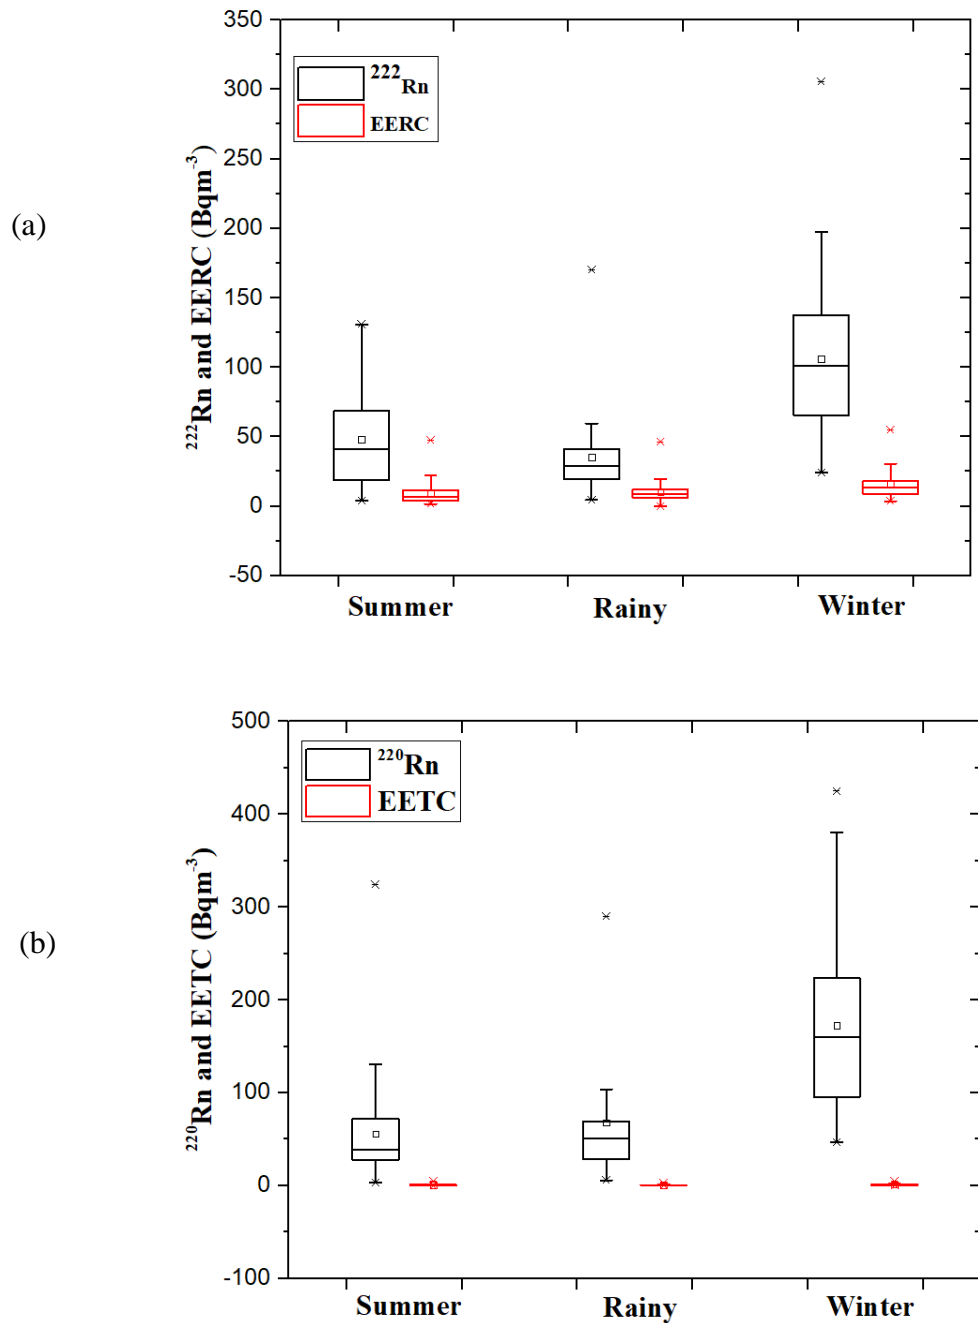 (a)
²²²Rn and EERC (Bqm⁻³)
350
300
250
200
150
100
50
0
-50
²²²Rn
EERC
Summer Rainy Winter
(b)
²²⁰Rn and EETC (Bqm⁻³)
500
400
300
200
100
0
-100
²²⁰Rn
EETC
Summer Rainy Winter